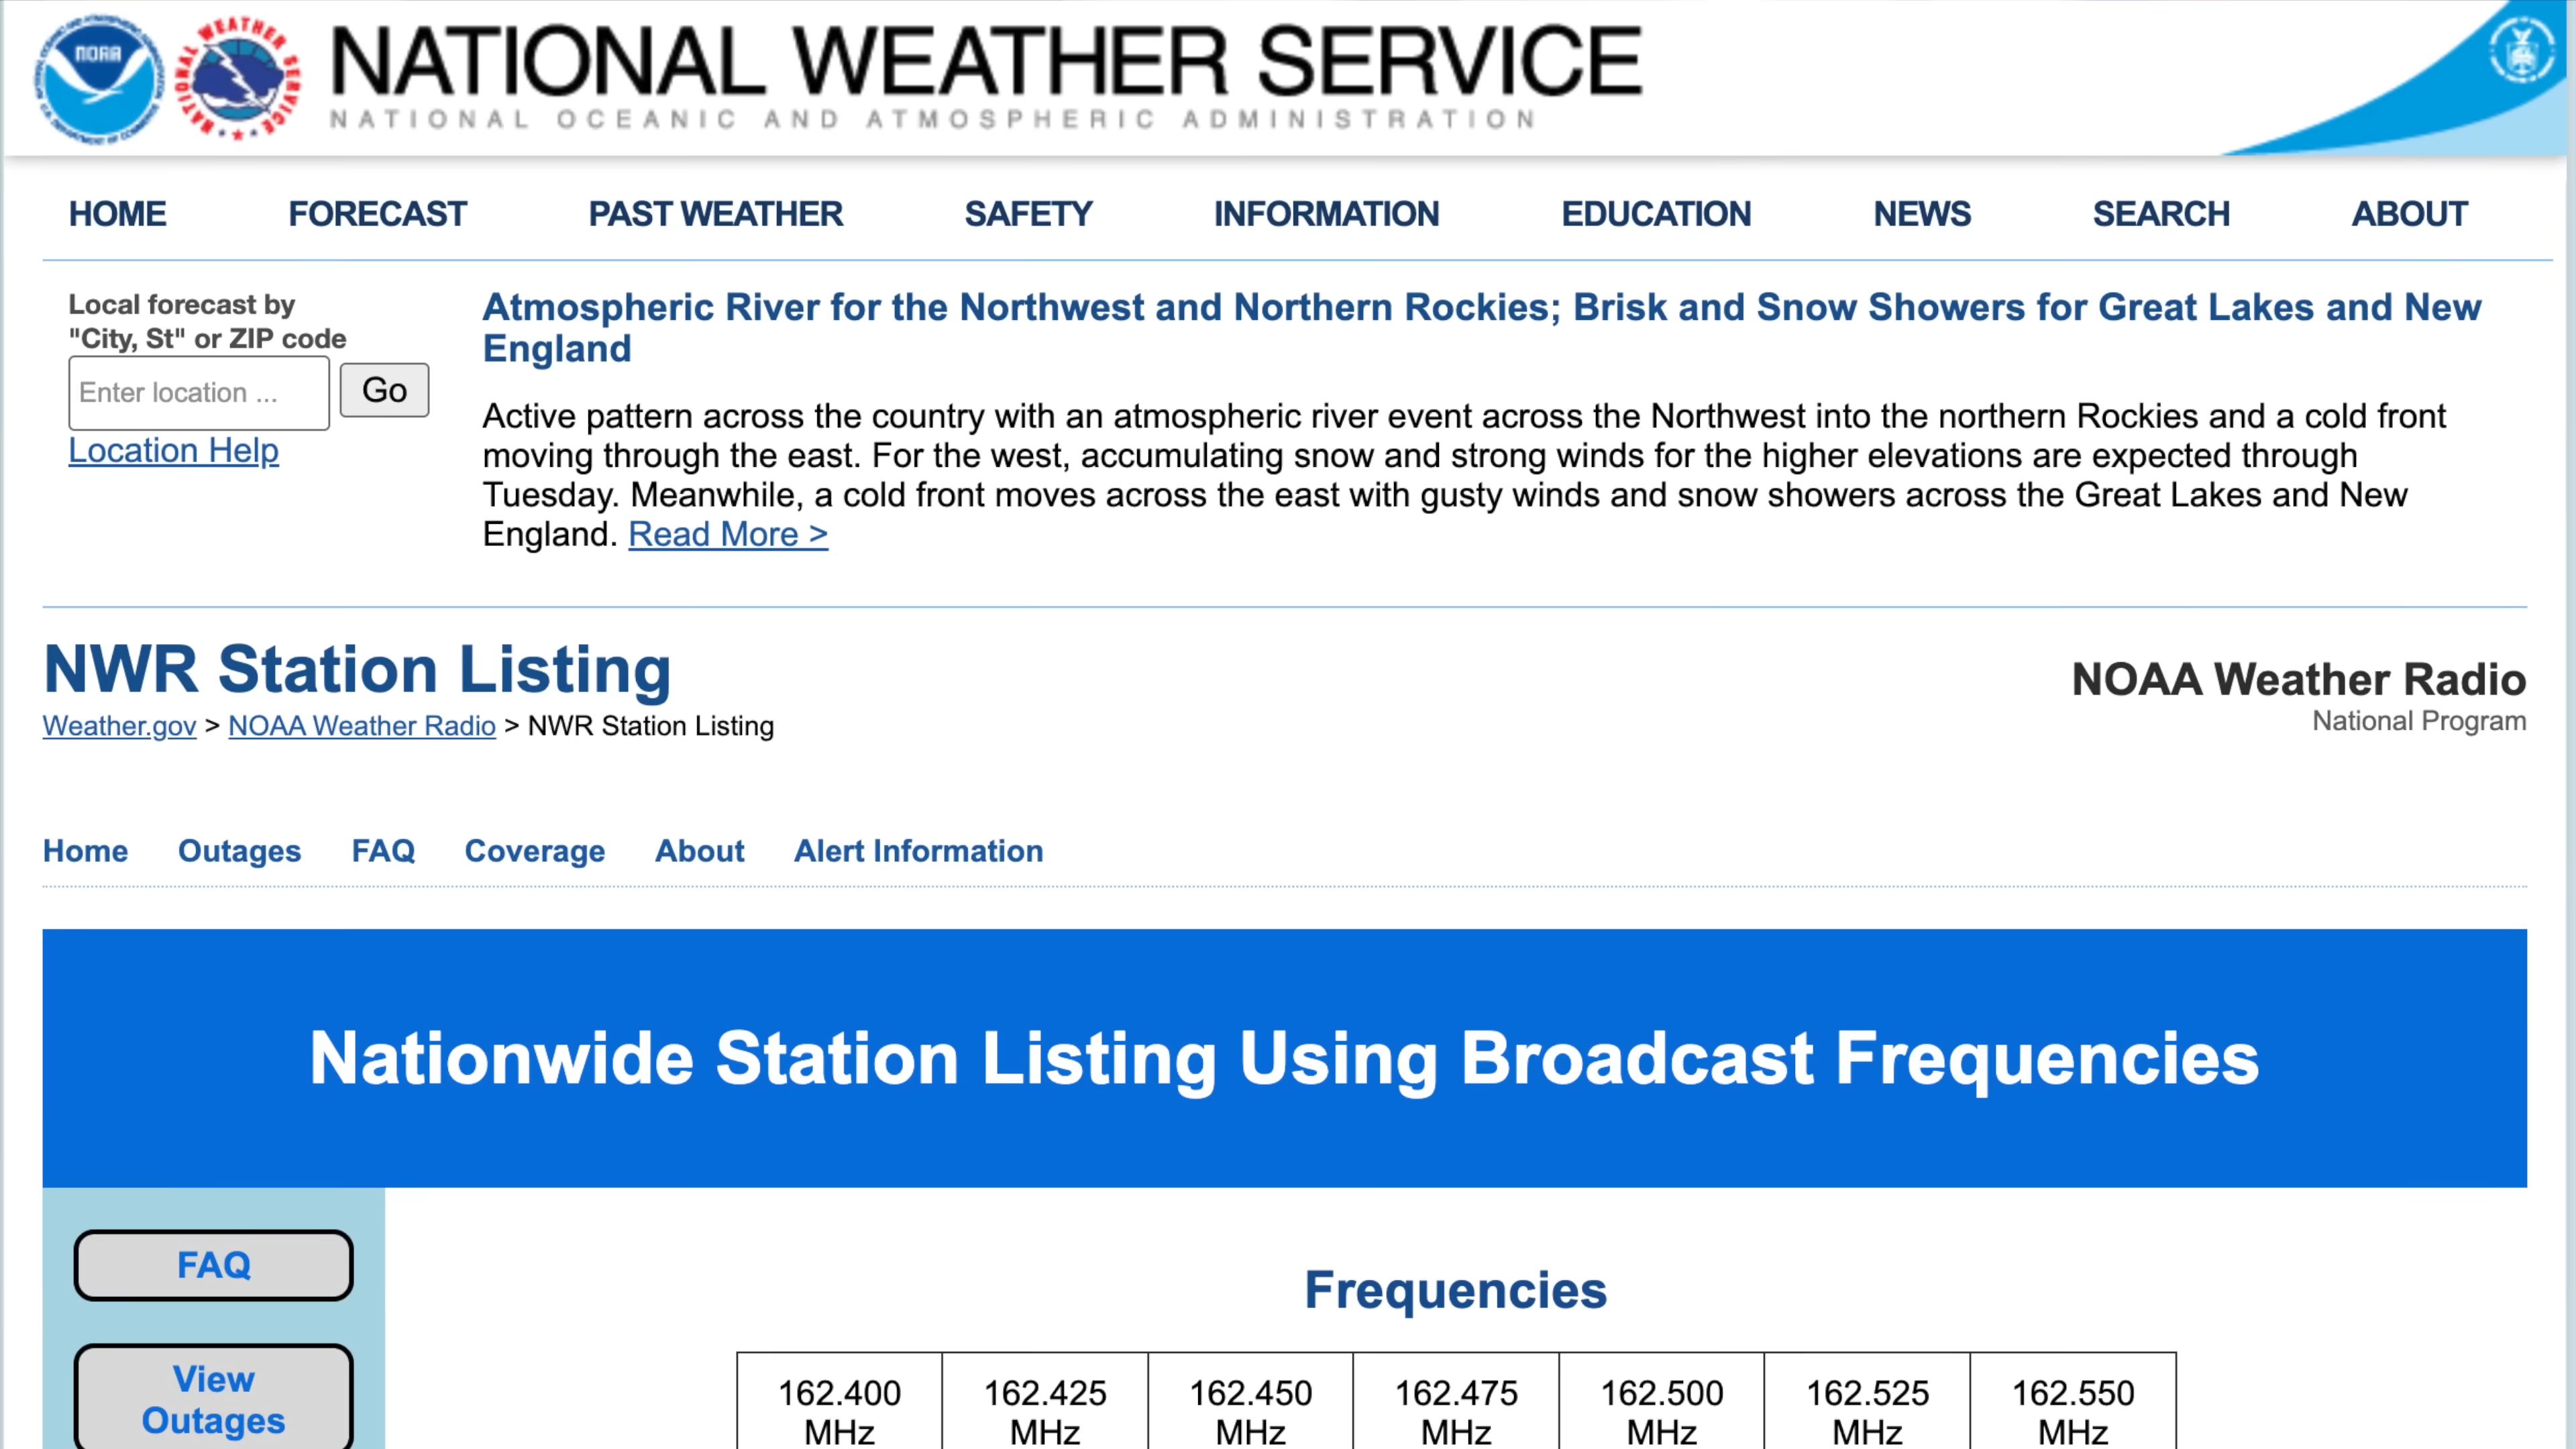 NOAA
NATIONAL WEATHER SERVICE
NATIONAL WEATHER SERVICE
NATIONAL OCEANIC AND ATMOSPHERIC ADMINISTRATION
HOME FORECAST PAST WEATHER SAFETY INFORMATION EDUCATION NEWS SEARCH ABOUT
Local forecast by
"City, St" or ZIP code
Enter location ... Go
Location Help
Atmospheric River for the Northwest and Northern Rockies; Brisk and Snow Showers for Great Lakes and New
England
Active pattern across the country with an atmospheric river event across the Northwest into the northern Rockies and a cold front
moving through the east. For the west, accumulating snow and strong winds for the higher elevations are expected through
Tuesday. Meanwhile, a cold front moves across the east with gusty winds and snow showers across the Great Lakes and New
England. Read More >
NWR Station Listing
Weather.gov > NOAA Weather Radio > NWR Station Listing
NOAA Weather Radio
National Program
Home Outages FAQ Coverage About Alert Information
Nationwide Station Listing Using Broadcast Frequencies
FAQ
View
Outages
Frequencies
162.400 162.425 162.450 162.475 162.500 162.525 162.550
MHz MHz MHz MHz MHz MHz MHz